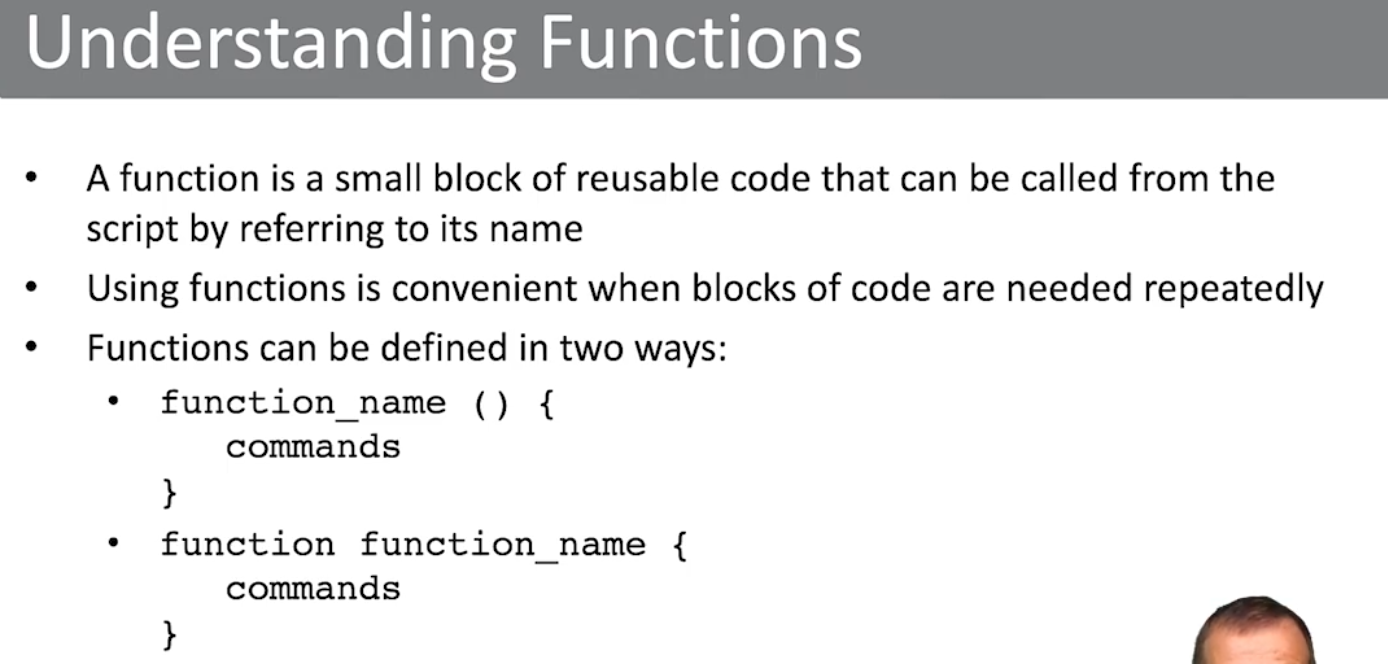 Understanding Functions
• A function is a small block of reusable code that can be called from the
script by referring to its name
• Using functions is convenient when blocks of code are needed repeatedly
• Functions can be defined in two ways:
• function_name () {
commands
}
• function function_name {
commands
}